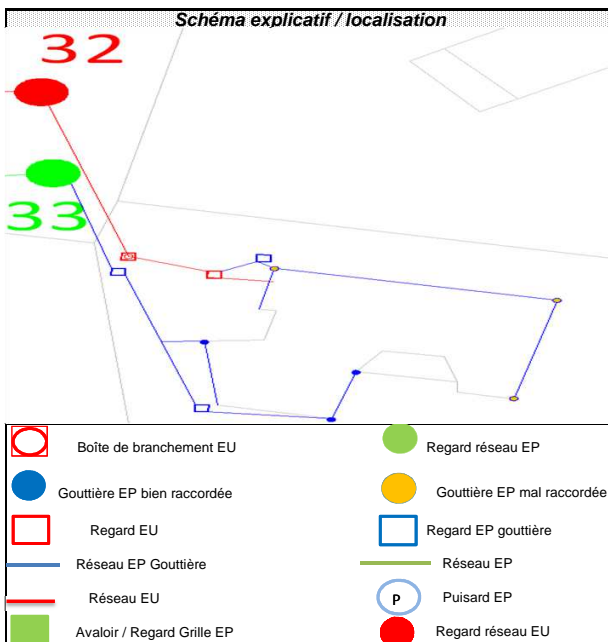 Schéma explicatif / localisation
32
33
Boîte de branchement EU
Regard réseau EP
Gouttière EP bien raccordée
Gouttière EP mal raccordée
Regard EU
Regard EP gouttière
Réseau EP Gouttière
Réseau EP
Réseau EU
P
Puisard EP
Avaloir / Regard Grille EP
Regard réseau EU